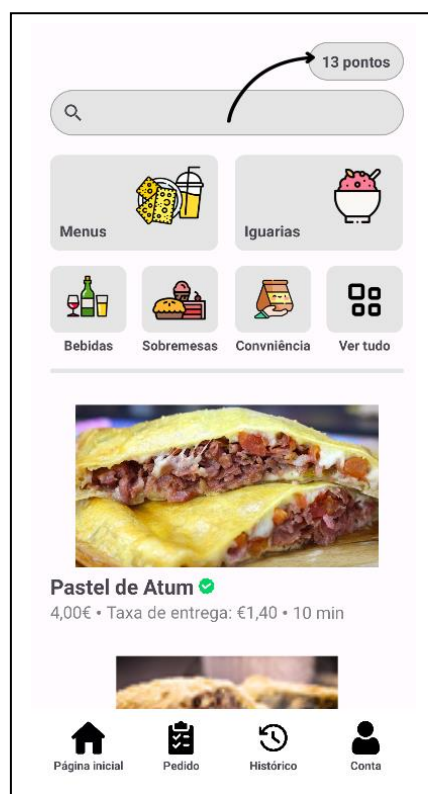 13 pontos
Menus
Iguarias
Bebidas Sobremesas Convniência Ver tudo
Pastel de Atum
4,00€ • Taxa de entrega: €1,40 • 10 min
Página inicial Pedido Histórico Conta